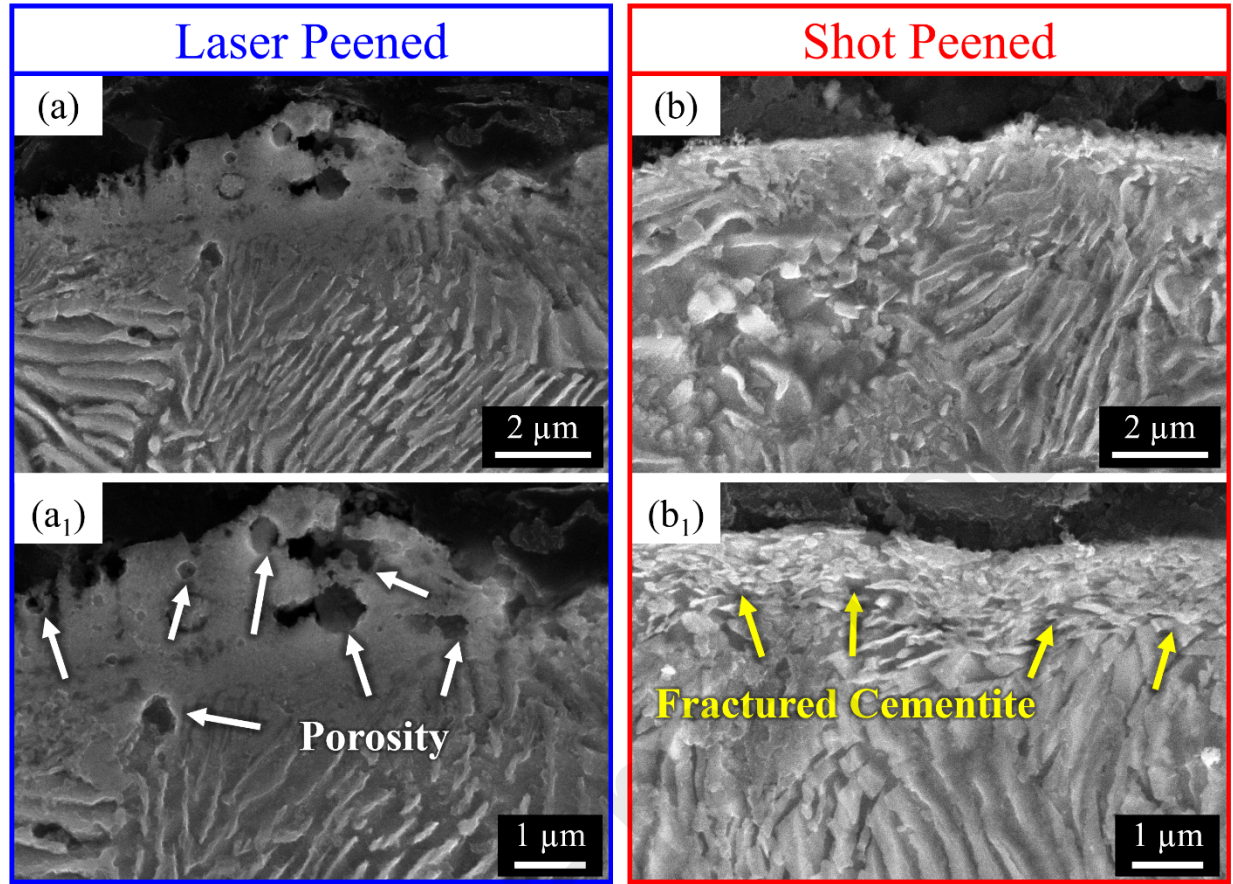 Laser Peened
Shot Peened
(a)
(b)
2 µm
2 µm
(a₁)
(b₁)
Porosity
Fractured Cementite
1 µm
1 µm